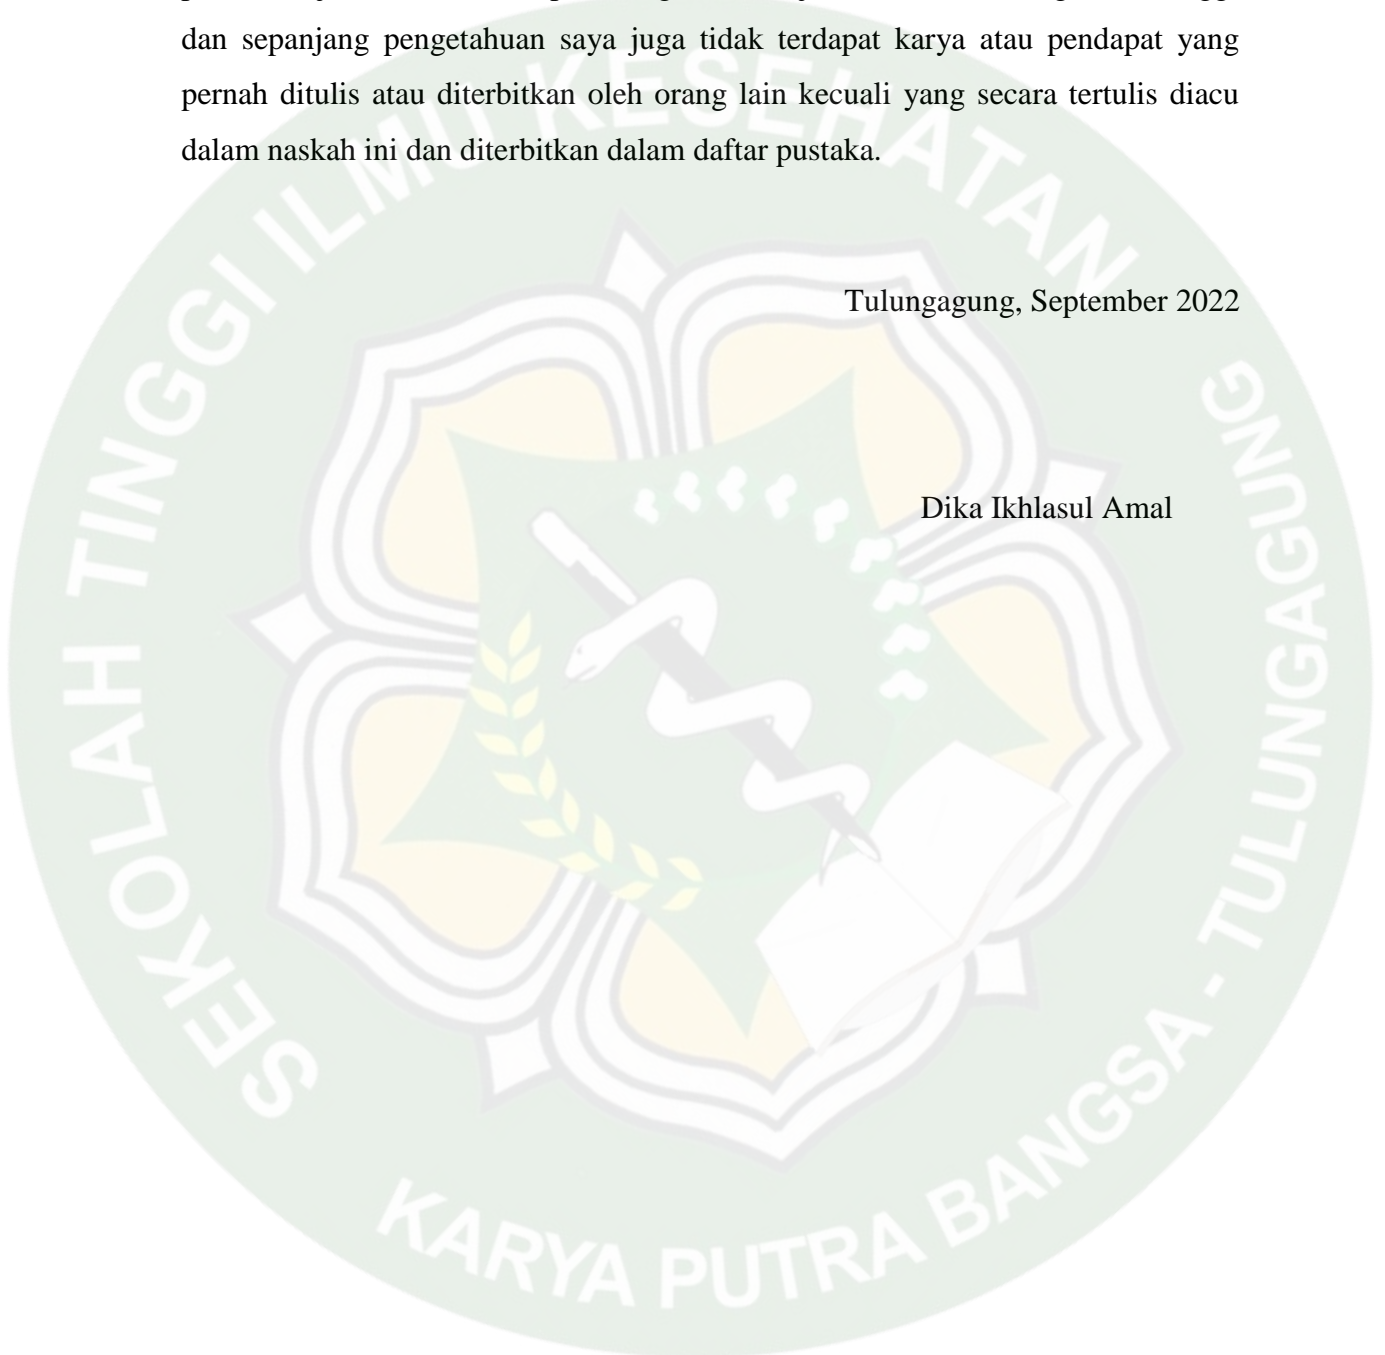 dan sepanjang pengetahuan saya juga tidak terdapat karya atau pendapat yang
pernah ditulis atau diterbitkan oleh orang lain kecuali yang secara tertulis diacu
dalam naskah ini dan diterbitkan dalam daftar pustaka.
Tulungagung, September 2022
Dika Ikhlasul Amal
SEKOLAH TINGGI ILMU KESEHATAN
KARYA PUTRA BANGSA - TULUNGAGUNG